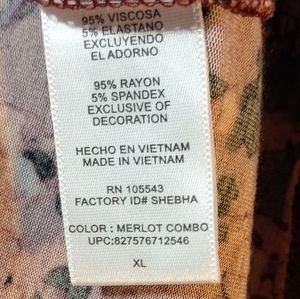 95% VISCOSA
5% ELASTANO
EXCLUYENDO
EL ADORNO
95% RAYON
5% SPANDEX
EXCLUSIVE OF
DECORATION
HECHO EN VIETNAM
MADE IN VIETNAM
RN 105543
FACTORY ID# SHEBHA
COLOR : MERLOT COMBO
UPC:827576712546
XL